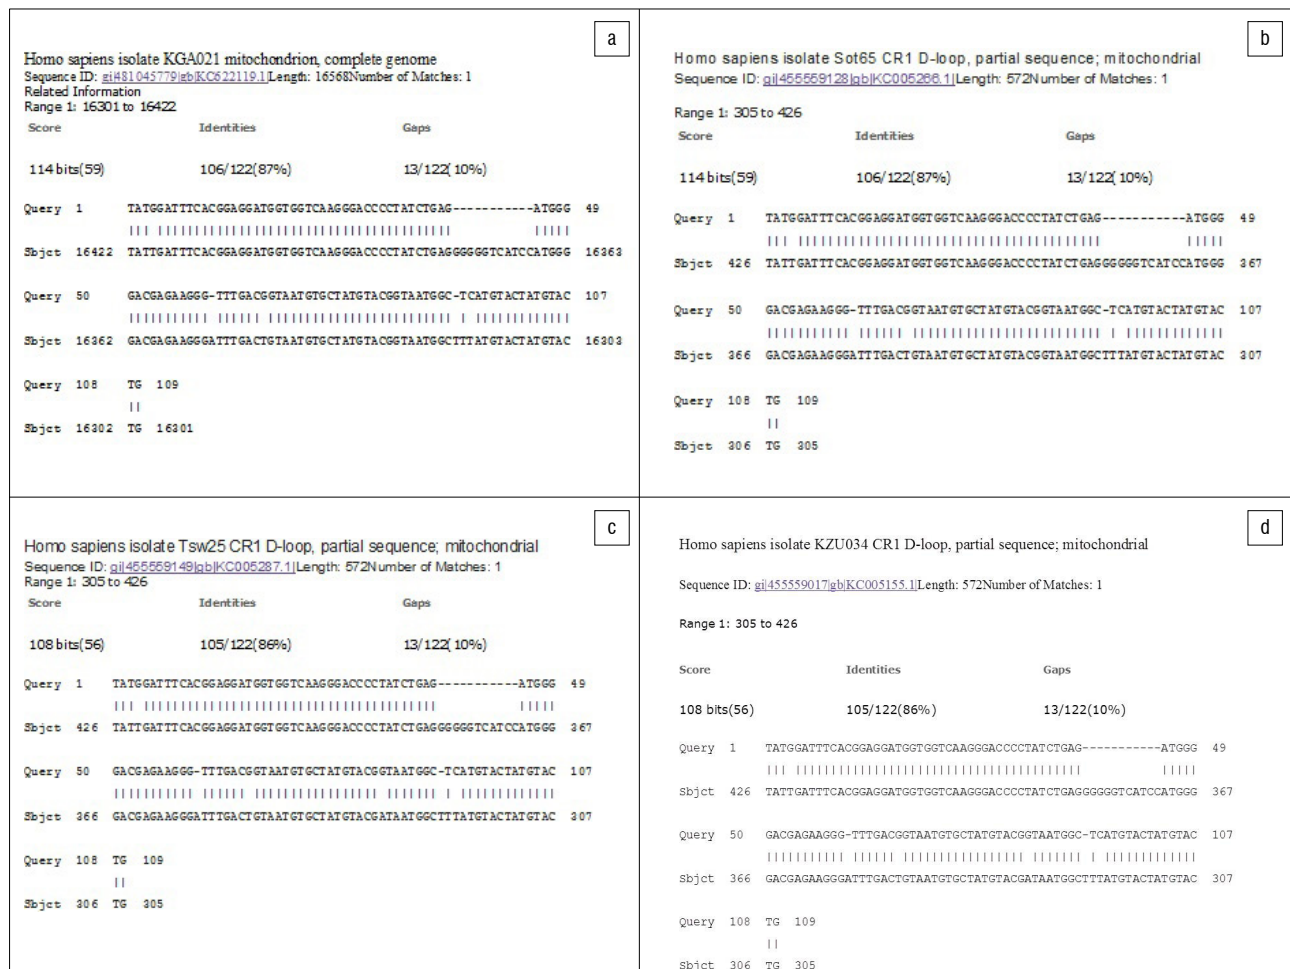 a
Homo sapiens isolate KGA021 mitochondrion, complete genome
Sequence ID: gi|481045779|gb|KC622119.1|Length: 16568Number of Matches: 1
Related Information
Range 1: 16301 to 16422
Score Identities Gaps
114 bits(59) 106/122(87%) 13/122(10%)
Query 1 TATGGATTTCACGGAGGATGGTGGTCAAGGGACCCCTATCTGAG-----------ATGGG 49
||| |||||||||||||||||||||||||||||||||||||||| |||||
Sbjct 16422 TATTGATTTCACGGAGGATGGTGGTCAAGGGACCCCTATCTGAGGGGGGTCATCCATGGG 16363
Query 50 GACGAGAAGGG-TTTGACGGTAATGTGCTATGTACGGTAATGGC-TCATGTACTATGTAC 107
||||||||||| |||||| ||||||||||||||||||||||||| | |||||||||||||
Sbjct 16362 GACGAGAAGGGATTTGACTGTAATGTGCTATGTACGGTAATGGCTTTATGTACTATGTAC 16303
Query 108 TG 109
||
Sbjct 16302 TG 16301
b
Homo sapiens isolate Sot65 CR1 D-loop, partial sequence; mitochondrial
Sequence ID: gi|455559128|gb|KC005266.1|Length: 572Number of Matches: 1
Range 1: 305 to 426
Score Identities Gaps
114 bits(59) 106/122(87%) 13/122(10%)
Query 1 TATGGATTTCACGGAGGATGGTGGTCAAGGGACCCCTATCTGAG-----------ATGGG 49
||| |||||||||||||||||||||||||||||||||||||||| |||||
Sbjct 426 TATTGATTTCACGGAGGATGGTGGTCAAGGGACCCCTATCTGAGGGGGGTCATCCATGGG 367
Query 50 GACGAGAAGGG-TTTGACGGTAATGTGCTATGTACGGTAATGGC-TCATGTACTATGTAC 107
||||||||||| |||||| ||||||||||||||||||||||||| | |||||||||||||
Sbjct 366 GACGAGAAGGGATTTGACTGTAATGTGCTATGTACGGTAATGGCTTTATGTACTATGTAC 307
Query 108 TG 109
||
Sbjct 306 TG 305
c
Homo sapiens isolate Tsw25 CR1 D-loop, partial sequence; mitochondrial
Sequence ID: gi|455559149|gb|KC005287.1|Length: 572Number of Matches: 1
Range 1: 305 to 426
Score Identities Gaps
108 bits(56) 105/122(86%) 13/122(10%)
Query 1 TATGGATTTCACGGAGGATGGTGGTCAAGGGACCCCTATCTGAG-----------ATGGG 49
||| |||||||||||||||||||||||||||||||||||||||| |||||
Sbjct 426 TATTGATTTCACGGAGGATGGTGGTCAAGGGACCCCTATCTGAGGGGGGTCATCCATGGG 367
Query 50 GACGAGAAGGG-TTTGACGGTAATGTGCTATGTACGGTAATGGC-TCATGTACTATGTAC 107
||||||||||| |||||| ||||||||||||||||| ||||||| | |||||||||||||
Sbjct 366 GACGAGAAGGGATTTGACTGTAATGTGCTATGTACGATAATGGCTTTATGTACTATGTAC 307
Query 108 TG 109
||
Sbjct 306 TG 305
d
Homo sapiens isolate KZU034 CR1 D-loop, partial sequence; mitochondrial
Sequence ID: gi|455559017|gb|KC005155.1|Length: 572Number of Matches: 1
Range 1: 305 to 426
Score Identities Gaps
108 bits(56) 105/122(86%) 13/122(10%)
Query 1 TATGGATTTCACGGAGGATGGTGGTCAAGGGACCCCTATCTGAG-----------ATGGG 49
||| |||||||||||||||||||||||||||||||||||||||| |||||
Sbjct 426 TATTGATTTCACGGAGGATGGTGGTCAAGGGACCCCTATCTGAGGGGGGTCATCCATGGG 367
Query 50 GACGAGAAGGG-TTTGACGGTAATGTGCTATGTACGGTAATGGC-TCATGTACTATGTAC 107
||||||||||| |||||| ||||||||||||||||| ||||||| | |||||||||||||
Sbjct 366 GACGAGAAGGGATTTGACTGTAATGTGCTATGTACGATAATGGCTTTATGTACTATGTAC 307
Query 108 TG 109
||
Sbjct 306 TG 305